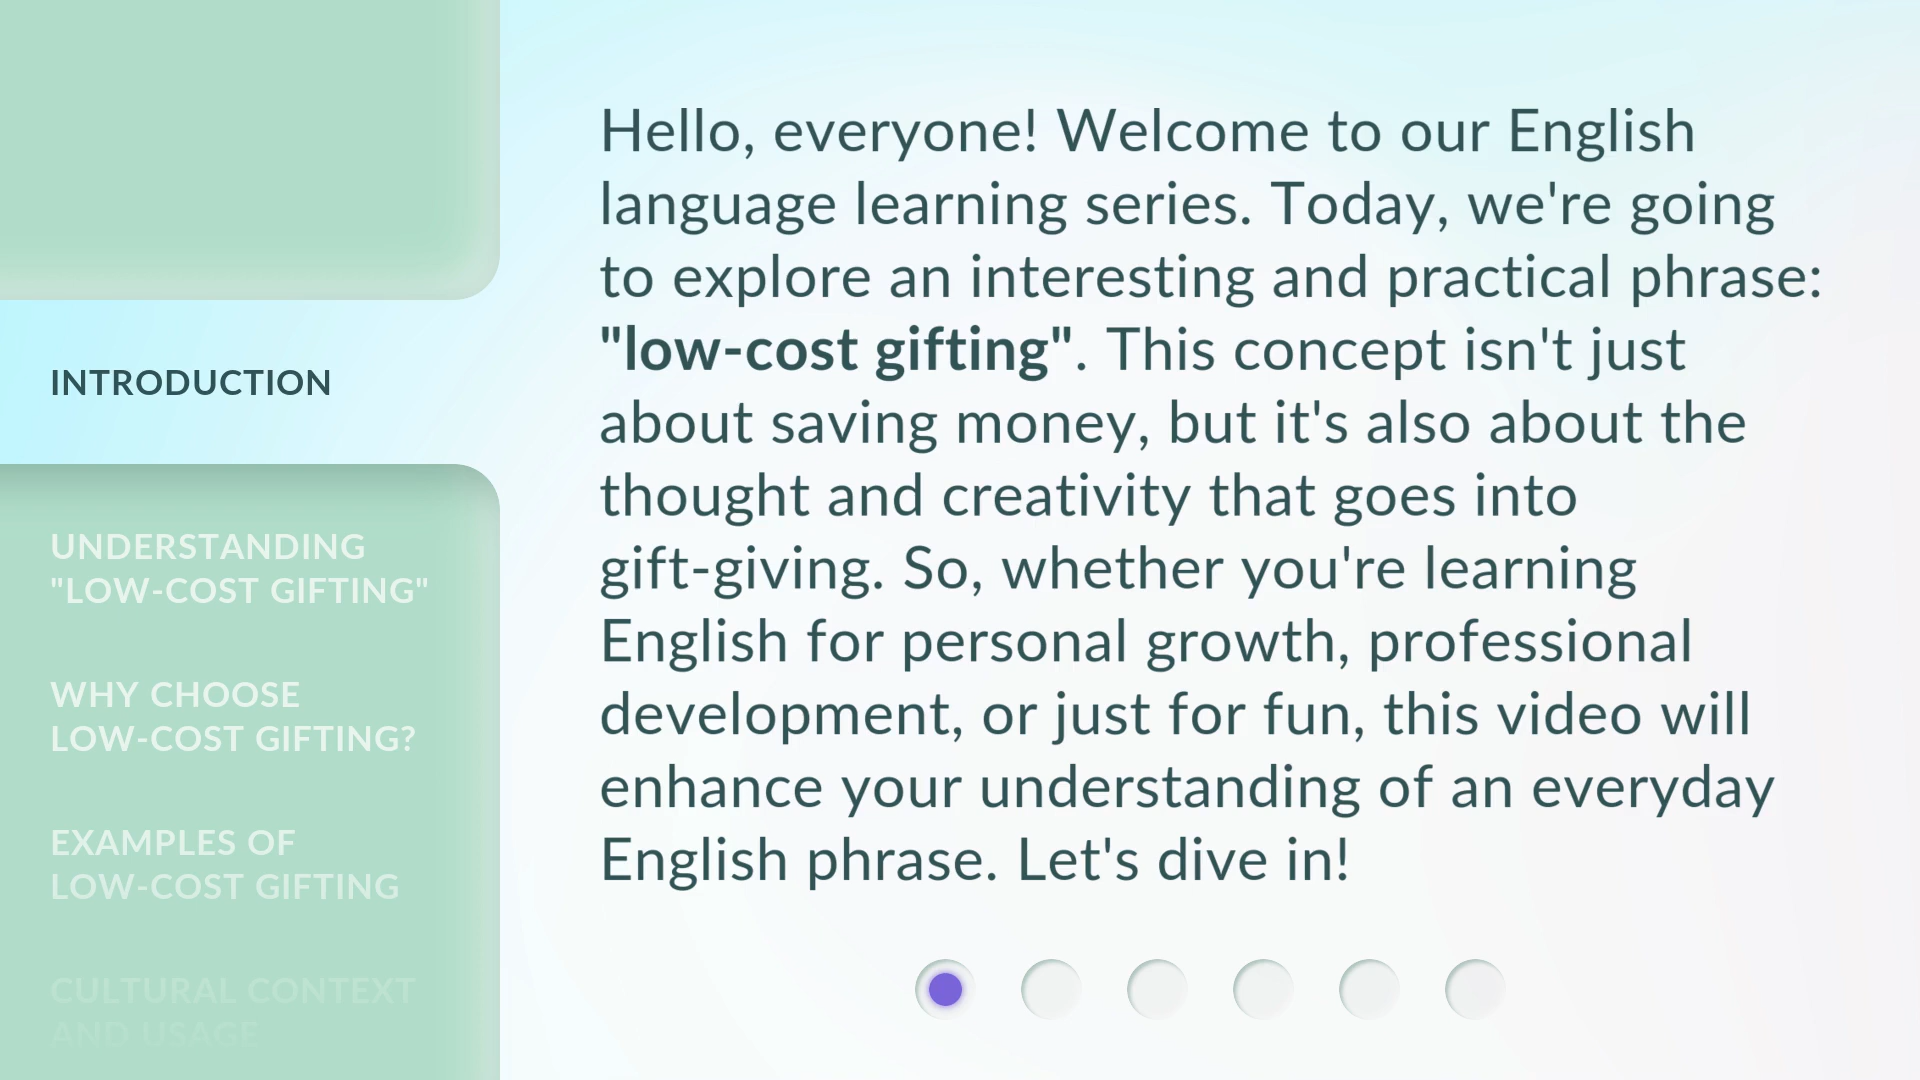 INTRODUCTION
UNDERSTANDING
"LOW-COST GIFTING"
WHY CHOOSE
LOW-COST GIFTING?
EXAMPLES OF
LOW-COST GIFTING
CULTURAL CONTEXT
AND USAGE
Hello, everyone! Welcome to our English
language learning series. Today, we're going
to explore an interesting and practical phrase:
"low-cost gifting". This concept isn't just
about saving money, but it's also about the
thought and creativity that goes into
gift-giving. So, whether you're learning
English for personal growth, professional
development, or just for fun, this video will
enhance your understanding of an everyday
English phrase. Let's dive in!